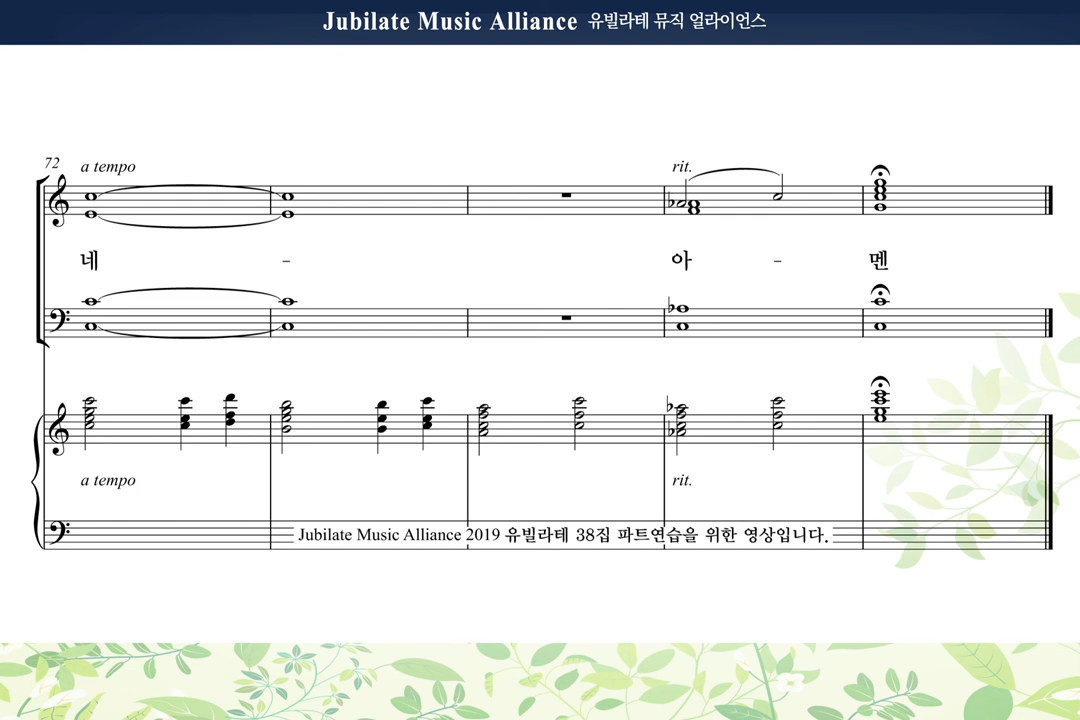 Jubilate Music Alliance 유빌라테 뮤직 얼라이언스
72 a tempo rit.
네 - 아 - 멘
a tempo rit.
Jubilate Music Alliance 2019 유빌라테 38집 파트연습을 위한 영상입니다.